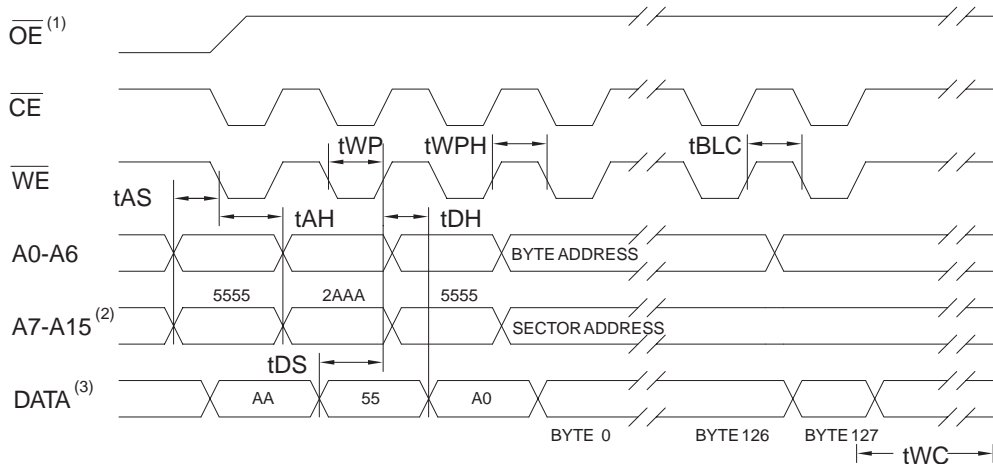 OE (1)
CE
tWP tWPH tBLC
WE
tAS tAH tDH
A0-A6 BYTE ADDRESS
5555 2AAA 5555
A7-A15 (2) SECTOR ADDRESS
tDS
DATA (3) AA 55 A0
BYTE 0 BYTE 126 BYTE 127
tWC